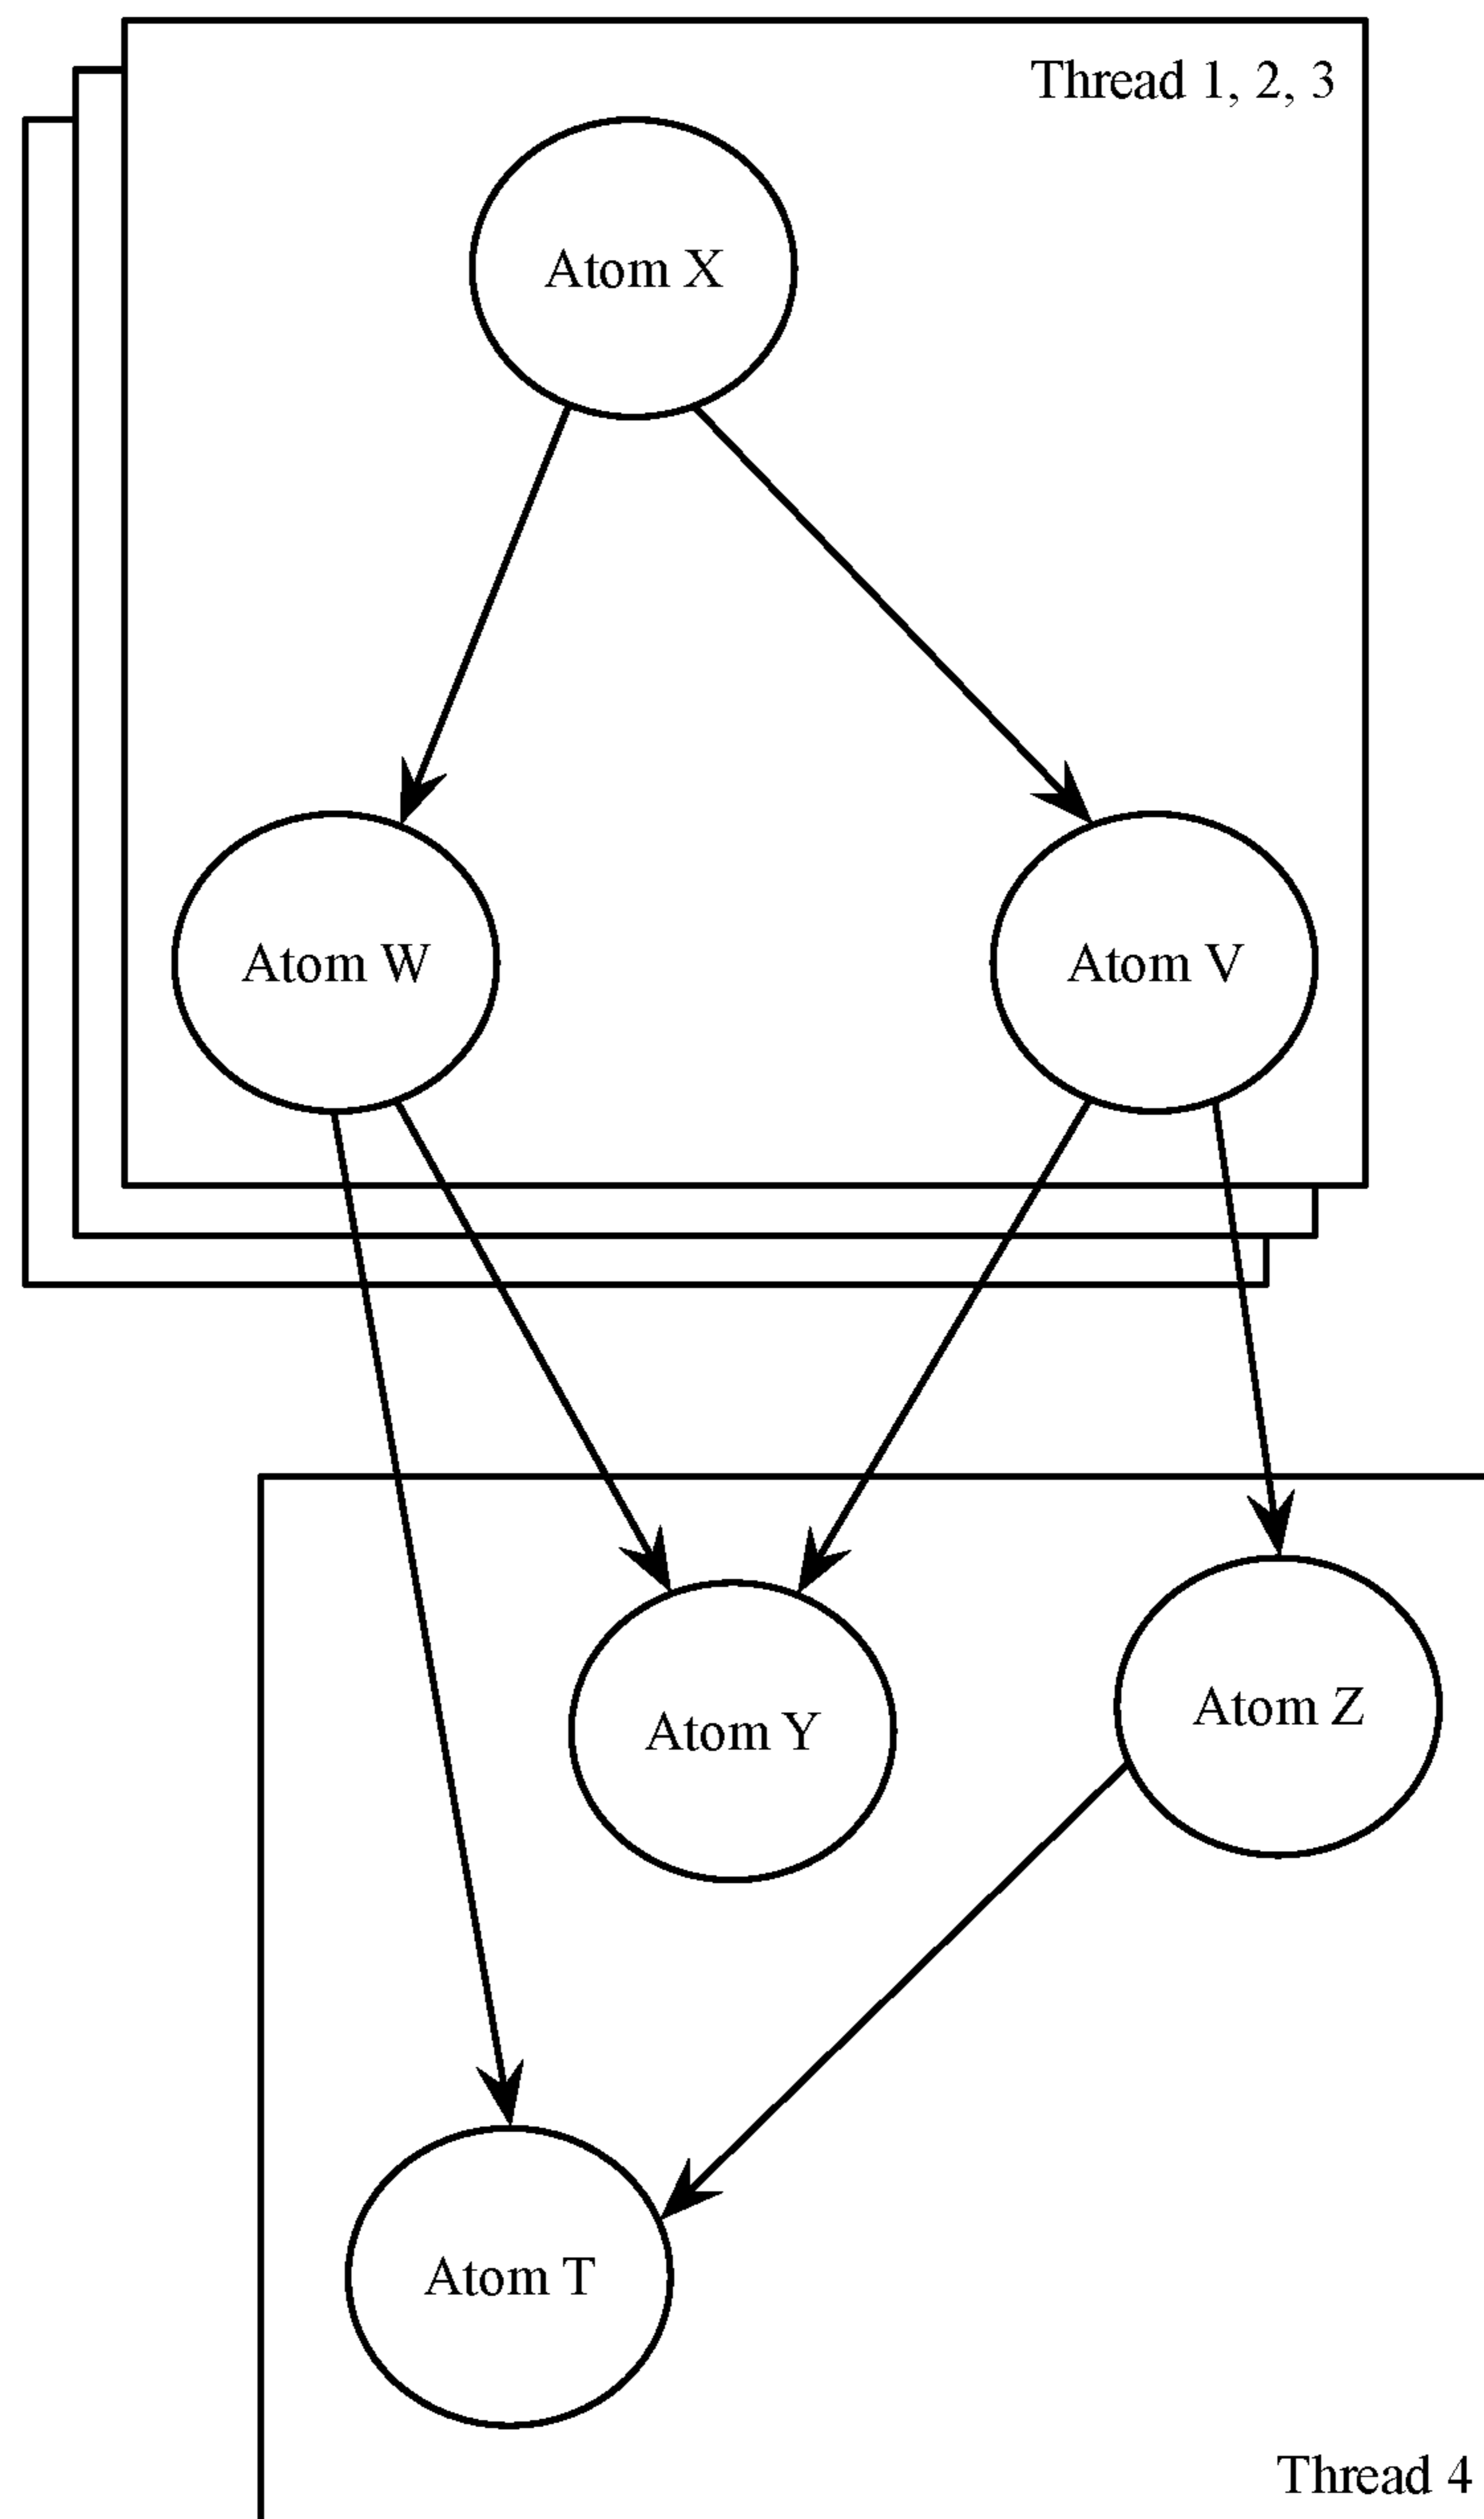 Thread 1, 2, 3
Atom X
Atom W
Atom V
Atom Y
Atom Z
Atom T
Thread 4